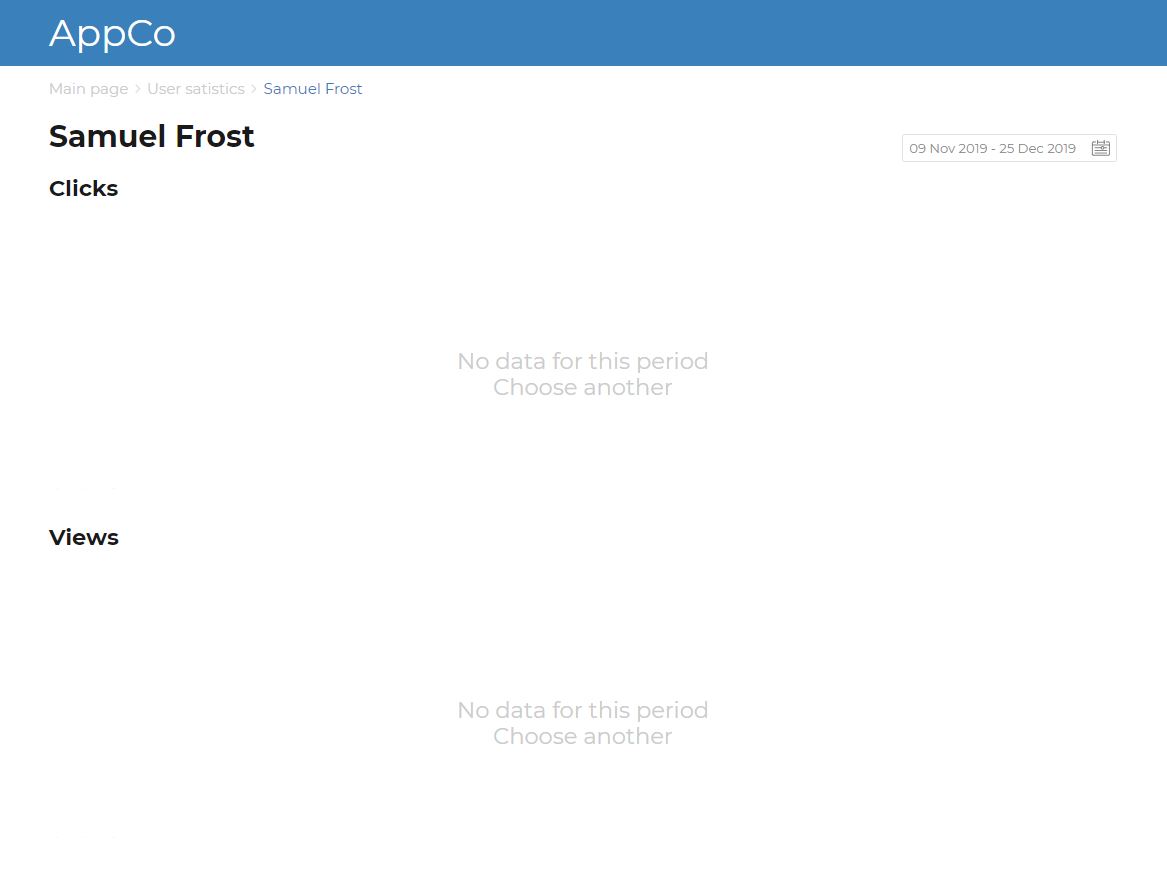 AppCo
Main page > User satistics > Samuel Frost
Samuel Frost
09 Nov 2019 - 25 Dec 2019
Clicks
No data for this period
Choose another
Views
No data for this period
Choose another